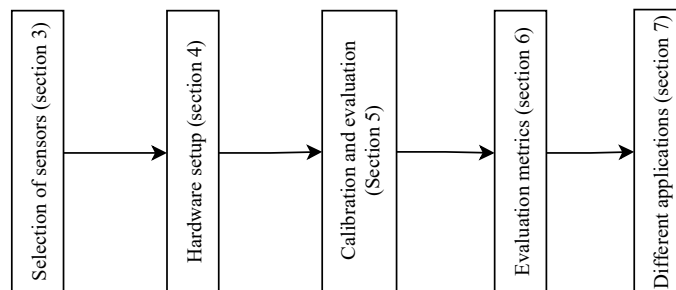 Selection of sensors (section 3)
Hardware setup (section 4)
Calibration and evaluation
(Section 5)
Evaluation metrics (section 6)
Different applications (section 7)